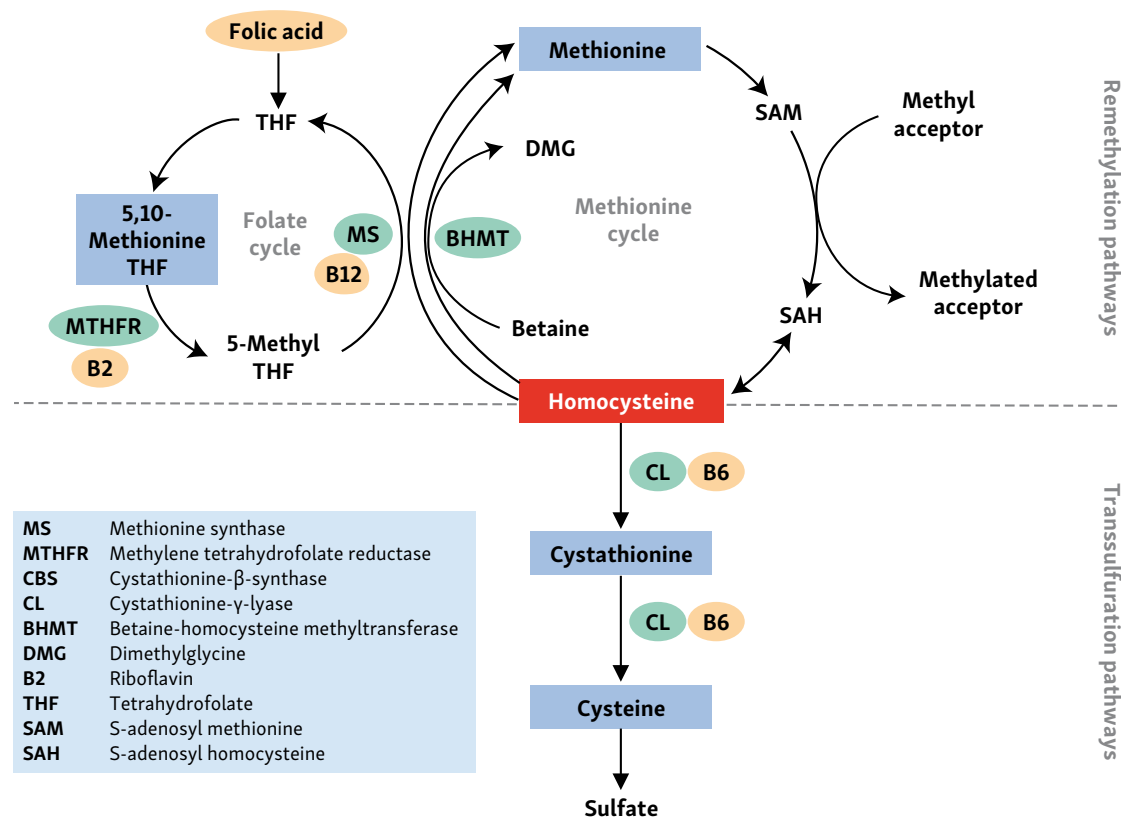 Folic acid
Methionine
THF
SAM
Methyl
acceptor
DMG
5,10-
Methionine
THF
Folate
cycle
MS
B12
BHMT
Methionine
cycle
Methylated
acceptor
SAH
MTHFR
B2
5-Methyl
THF
Betaine
Homocysteine
Remethylation pathways
CL B6
Cystathionine
CL B6
Cysteine
Sulfate
Transsulfuration pathways
MS Methionine synthase
MTHFR Methylene tetrahydrofolate reductase
CBS Cystathionine-β-synthase
CL Cystathionine-γ-lyase
BHMT Betaine-homocysteine methyltransferase
DMG Dimethylglycine
B2 Riboflavin
THF Tetrahydrofolate
SAM S-adenosyl methionine
SAH S-adenosyl homocysteine